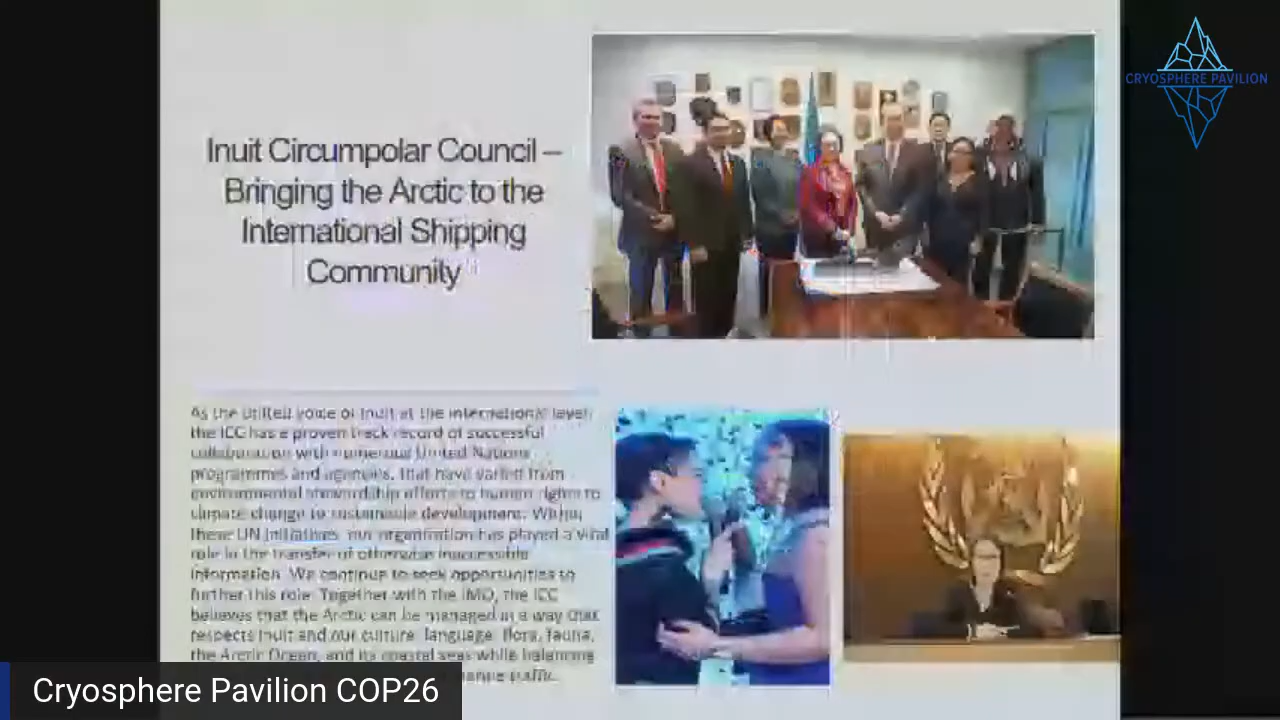 Inuit Circumpolar Council –
Bringing the Arctic to the
International Shipping
Community
CRYOSPHERE PAVILION
As the united voice of Inuit at the international level,
the ICC has a proven track record of successful
collaboration with numerous United Nations
programmes and agencies, that have varied from
environmental stewardship efforts to human rights to
climate change to sustainable development. Within
these UN initiatives, our organisation has played a vital
role in the transfer of otherwise inaccessible
information. We continue to seek opportunities to
further this role. Together with the IMO, the ICC
believes that the Arctic can be managed in a way that
respects Inuit and our culture, language, flora, fauna,
the Arctic Ocean, and its coastal seas while balancing
traffic.
Cryosphere Pavilion COP26